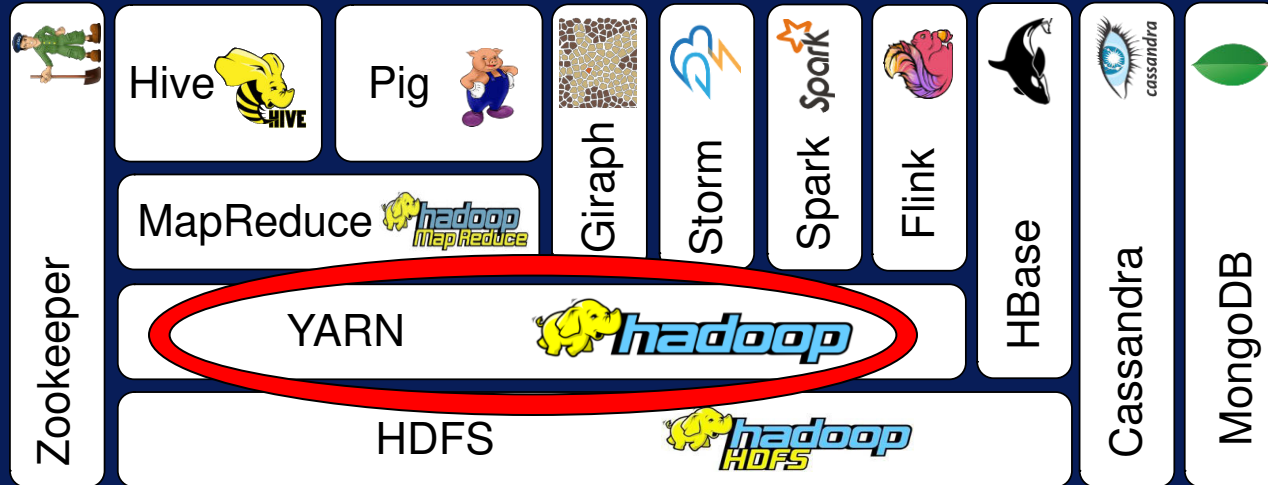 Zookeeper
Hive
HIVE
Pig
Giraph
Storm
Spark
Spark
Flink
HBase
cassandra
Cassandra
MongoDB
MapReduce
hadoop
Map Reduce
YARN
hadoop
HDFS
hadoop
HDFS